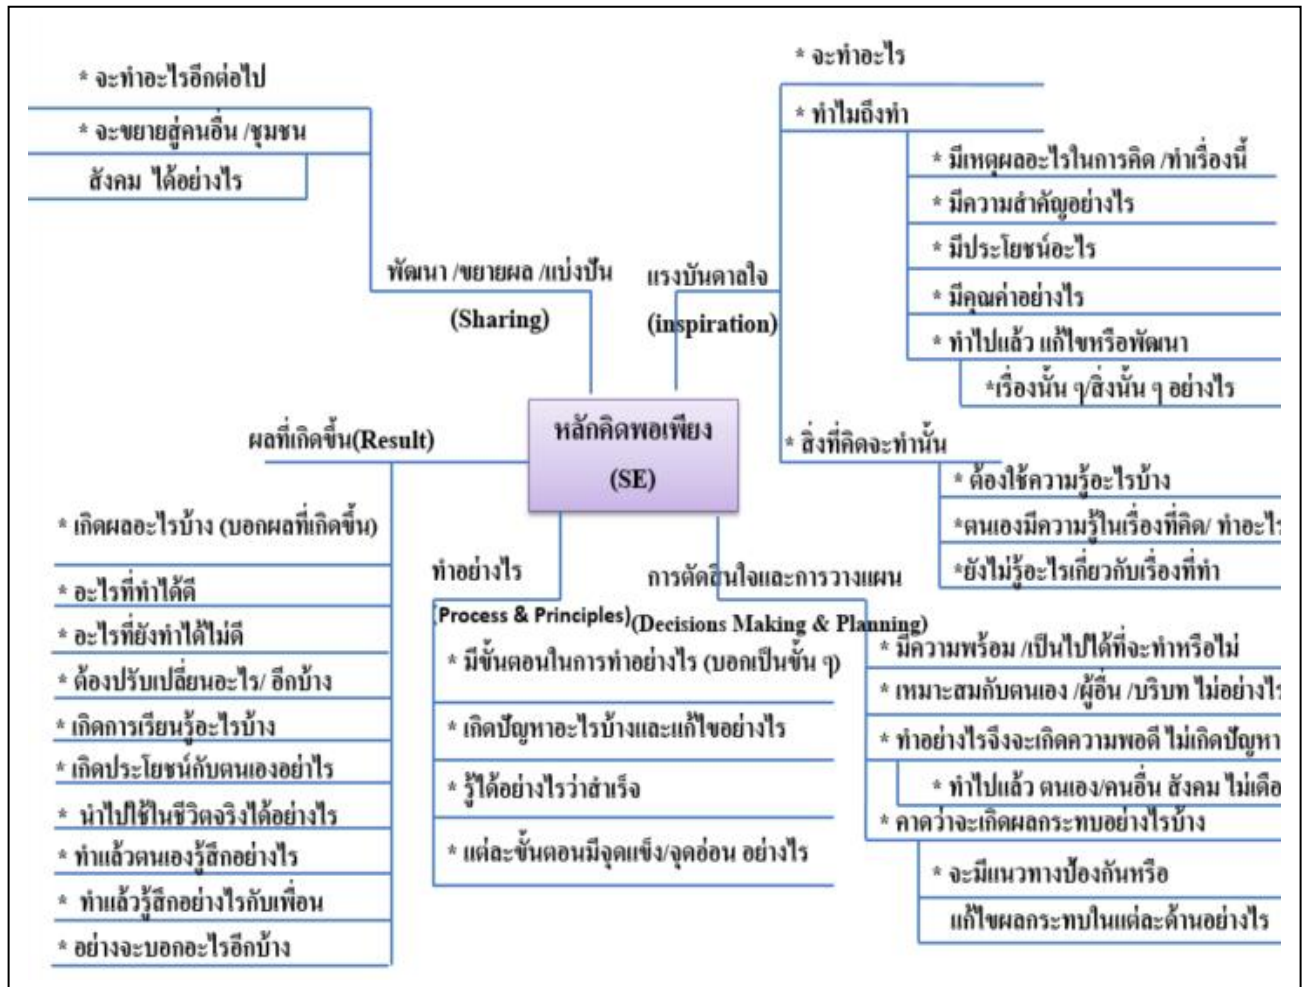 * จะทำอะไรอีกต่อไป
* จะขยายสู่คนอื่น /ชุมชน
สังคม ได้อย่างไร
พัฒนา /ขยายผล /แบ่งปัน
(Sharing)
* จะทำอะไร
* ทำไมถึงทำ
* มีเหตุผลอะไรในการคิด /ทำเรื่องนี้
* มีความสำคัญอย่างไร
* มีประโยชน์อะไร
* มีคุณค่าอย่างไร
* ทำไปแล้ว แก้ไขหรือพัฒนา
*เรื่องนั้น ๆ/สิ่งนั้น ๆ อย่างไร
แรงบันดาลใจ
(inspiration)
* สิ่งที่คิดจะทำนั้น
* ต้องใช้ความรู้อะไรบ้าง
*ตนเองมีความรู้ในเรื่องที่คิด/ ทำอะไร
*ยังไม่รู้อะไรเกี่ยวกับเรื่องที่ทำ
หลักคิดพอเพียง
(SE)
ผลที่เกิดขึ้น(Result)
* เกิดผลอะไรบ้าง (บอกผลที่เกิดขึ้น)
* อะไรที่ทำได้ดี
* อะไรที่ยังทำได้ไม่ดี
* ต้องปรับเปลี่ยนอะไร/ อีกบ้าง
* เกิดการเรียนรู้อะไรบ้าง
* เกิดประโยชน์กับตนเองอย่าไร
* นำไปใช้ในชีวิตจริงได้อย่างไร
* ทำแล้วตนเองรู้สึกอย่างไร
* ทำแล้วรู้สึกอย่างไรกับเพื่อน
* อย่างจะบอกอะไรอีกบ้าง
ทำอย่างไร
(Process & Principles)
* มีขั้นตอนในการทำอย่างไร (บอกเป็นขั้น ๆ)
* เกิดปัญหาอะไรบ้างและแก้ไขอย่างไร
* รู้ได้อย่างไรว่าสำเร็จ
* แต่ละขั้นตอนมีจุดแข็ง/จุดอ่อน อย่างไร
การตัดสินใจและการวางแผน
(Decisions Making & Planning)
* มีความพร้อม /เป็นไปได้ที่จะทำหรือไม่
* เหมาะสมกับตนเอง /ผู้อื่น /บริบท ไม่อย่างไร
* ทำอย่างไรจึงจะเกิดความพอดี ไม่เกิดปัญหา
* ทำไปแล้ว ตนเอง/คนอื่น สังคม ไม่เดือ
* คาดว่าจะเกิดผลกระทบอย่างไรบ้าง
* จะมีแนวทางป้องกันหรือ
แก้ไขผลกระทบในแต่ละด้านอย่างไร